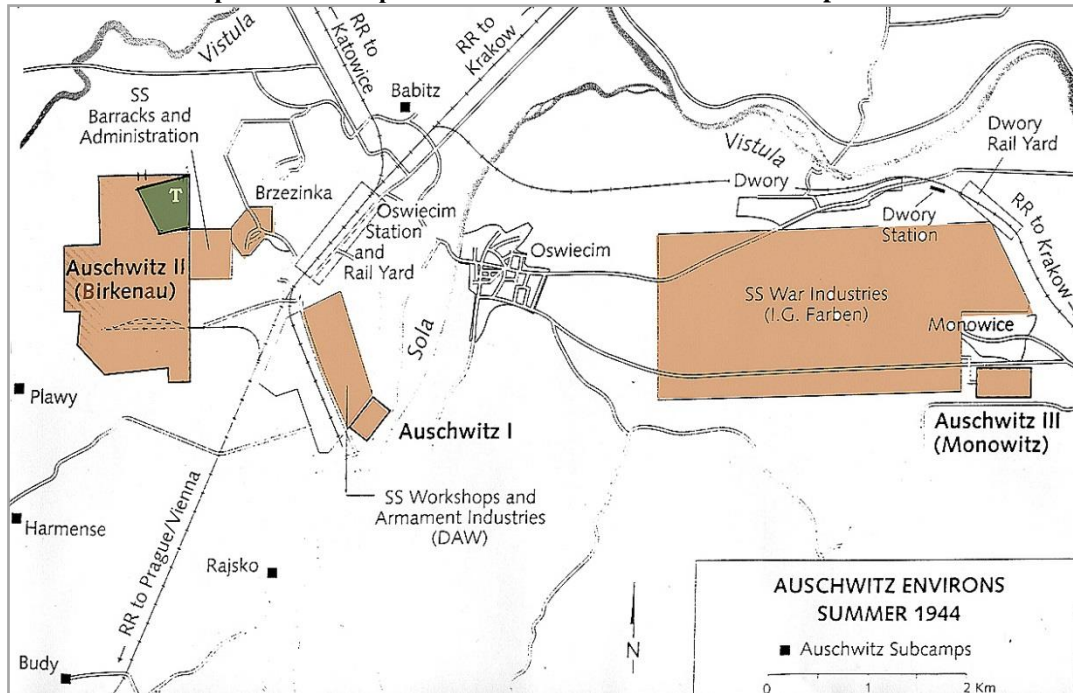 Vistula
RR to
Katowice
RR to
Krakow
SS
Barracks and
Administration
Babitz
Vistula
Dwory
Rail Yard
Dwory
T
Brzezinka
Oswiecim
Station
and
Rail Yard
Dwory
Station
RR to Krakow
Oswiecim
Auschwitz II
(Birkenau)
SS War Industries
(I.G. Farben)
Sola
Monowice
Plawy
Auschwitz I
Auschwitz III
(Monowitz)
SS Workshops and
Armament Industries
(DAW)
Harmense
RR to Prague/Vienna
Rajsko
Budy
N
AUSCHWITZ ENVIRONS
SUMMER 1944
Auschwitz Subcamps
0 1 2 Km